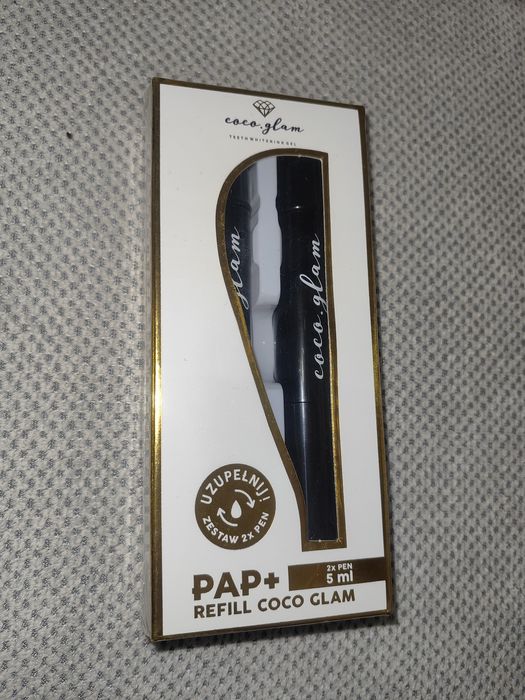 coco.glam
TEETH WHITENING GEL
glam
coco.glam
UZUPEŁNIJ!
ZESTAW 2X PEN
PAP+
2X PEN
5 ml
REFILL COCO GLAM